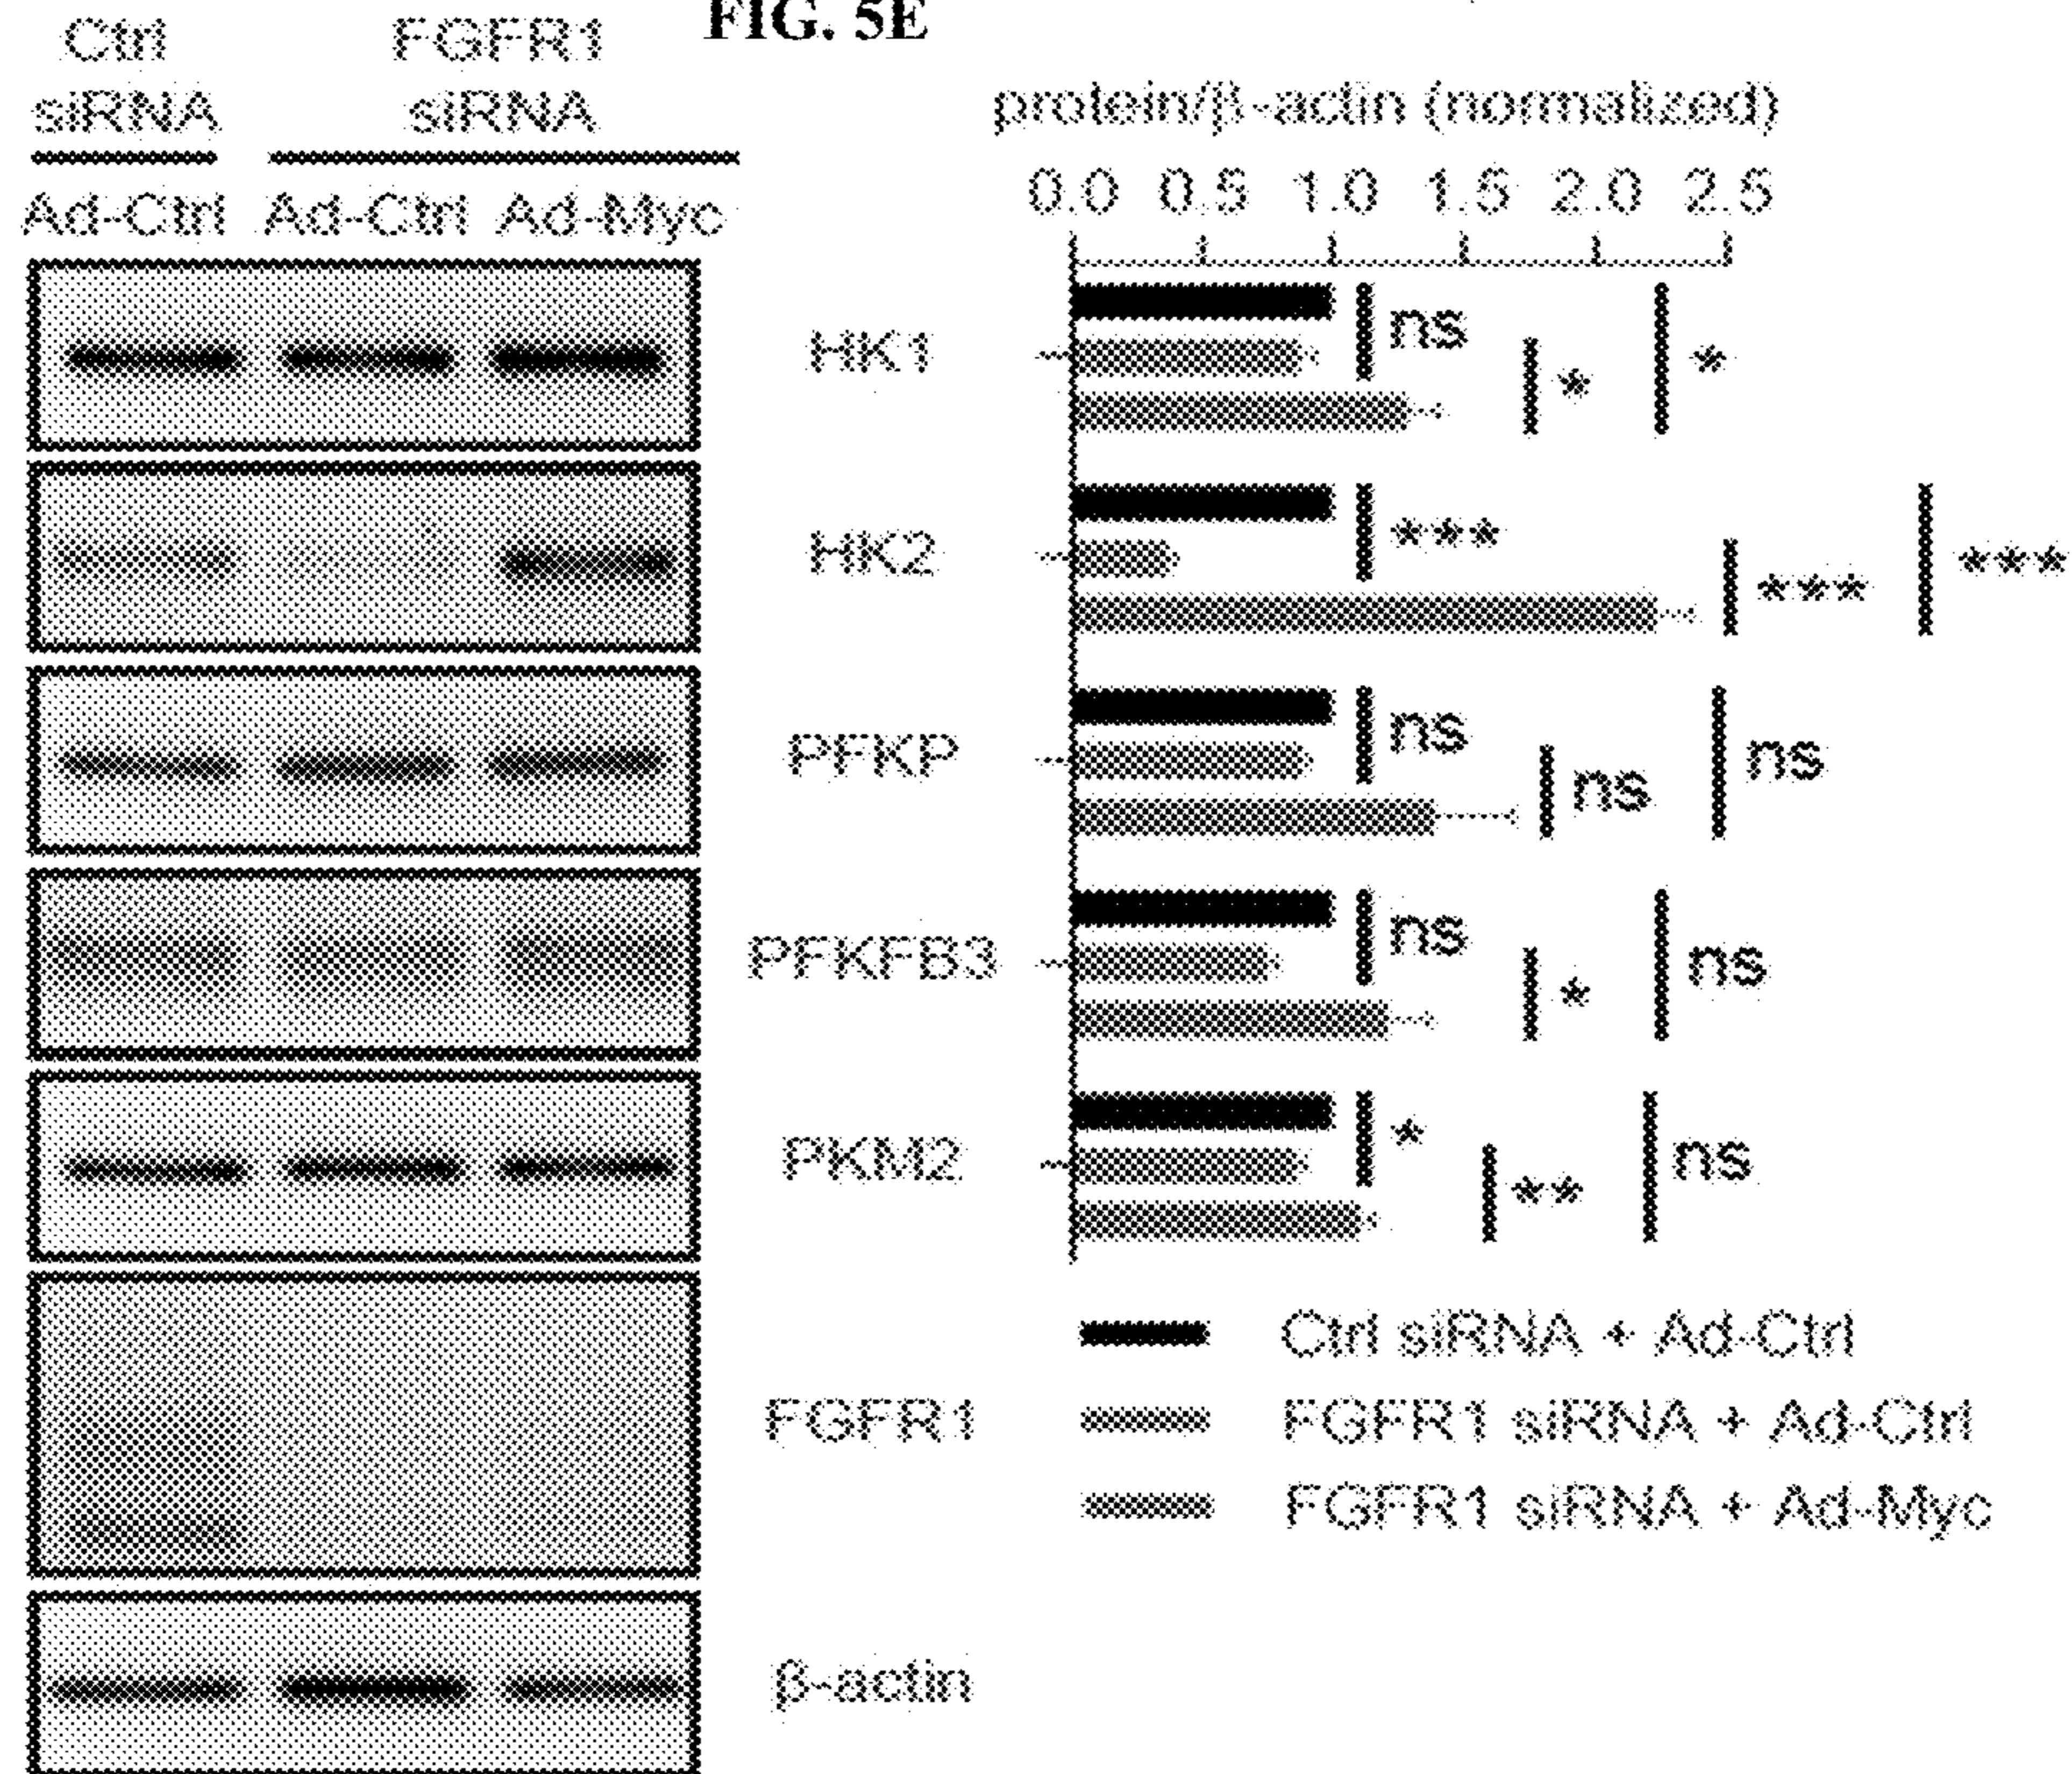 FIG. 5E
Ctrl
siRNA
FGFR1
siRNA
Ad-Ctrl Ad-Ctrl Ad-Myc
protein/β-actin (normalized)
0.0 0.5 1.0 1.5 2.0 2.5
HK1
ns
*
*
HK2
***
***
***
PFKP
ns
ns
ns
PFKFB3
ns
*
ns
PKM2
*
**
ns
FGFR1
β-actin
Ctrl siRNA + Ad-Ctrl
FGFR1 siRNA + Ad-Ctrl
FGFR1 siRNA + Ad-Myc